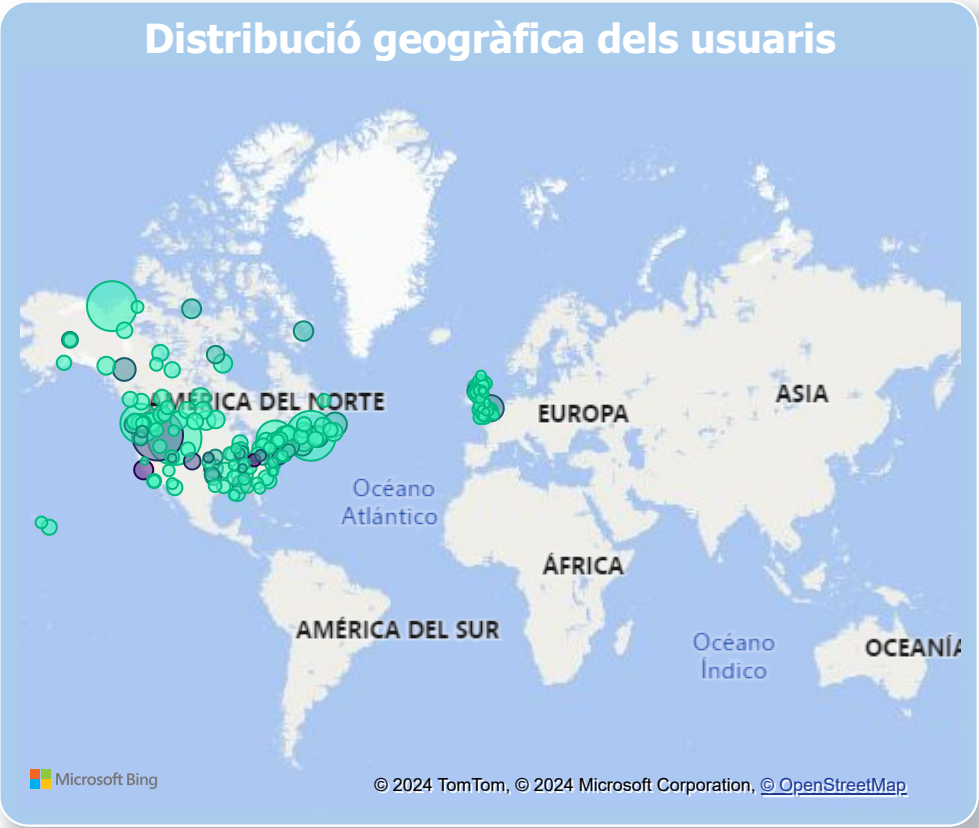 Distribució geogràfica dels usuaris
AMÉRICA DEL NORTE
EUROPA
ASIA
Océano
Atlántico
ÁFRICA
AMÉRICA DEL SUR
Océano
Índico
OCEANÍA
Microsoft Bing
© 2024 TomTom, © 2024 Microsoft Corporation, © OpenStreetMap